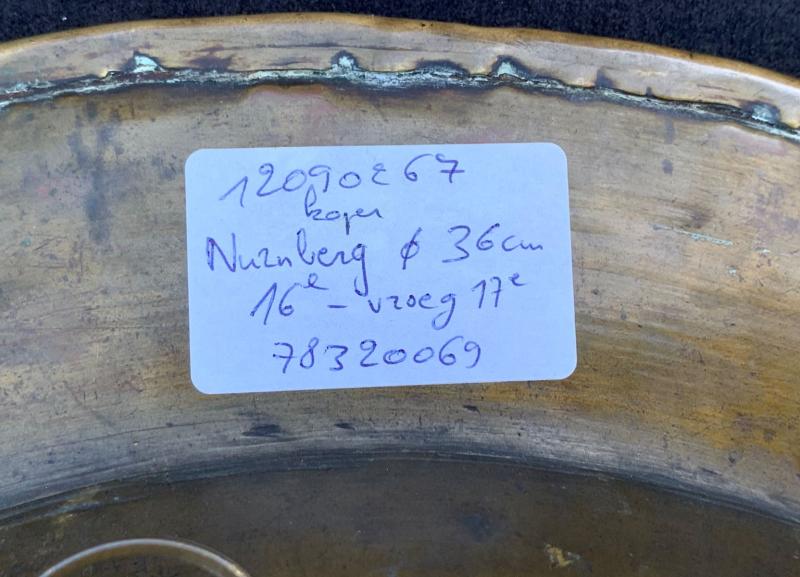 12090267
koper
Nurnberg ϕ 36cm
16e - vroeg 17e
78320069